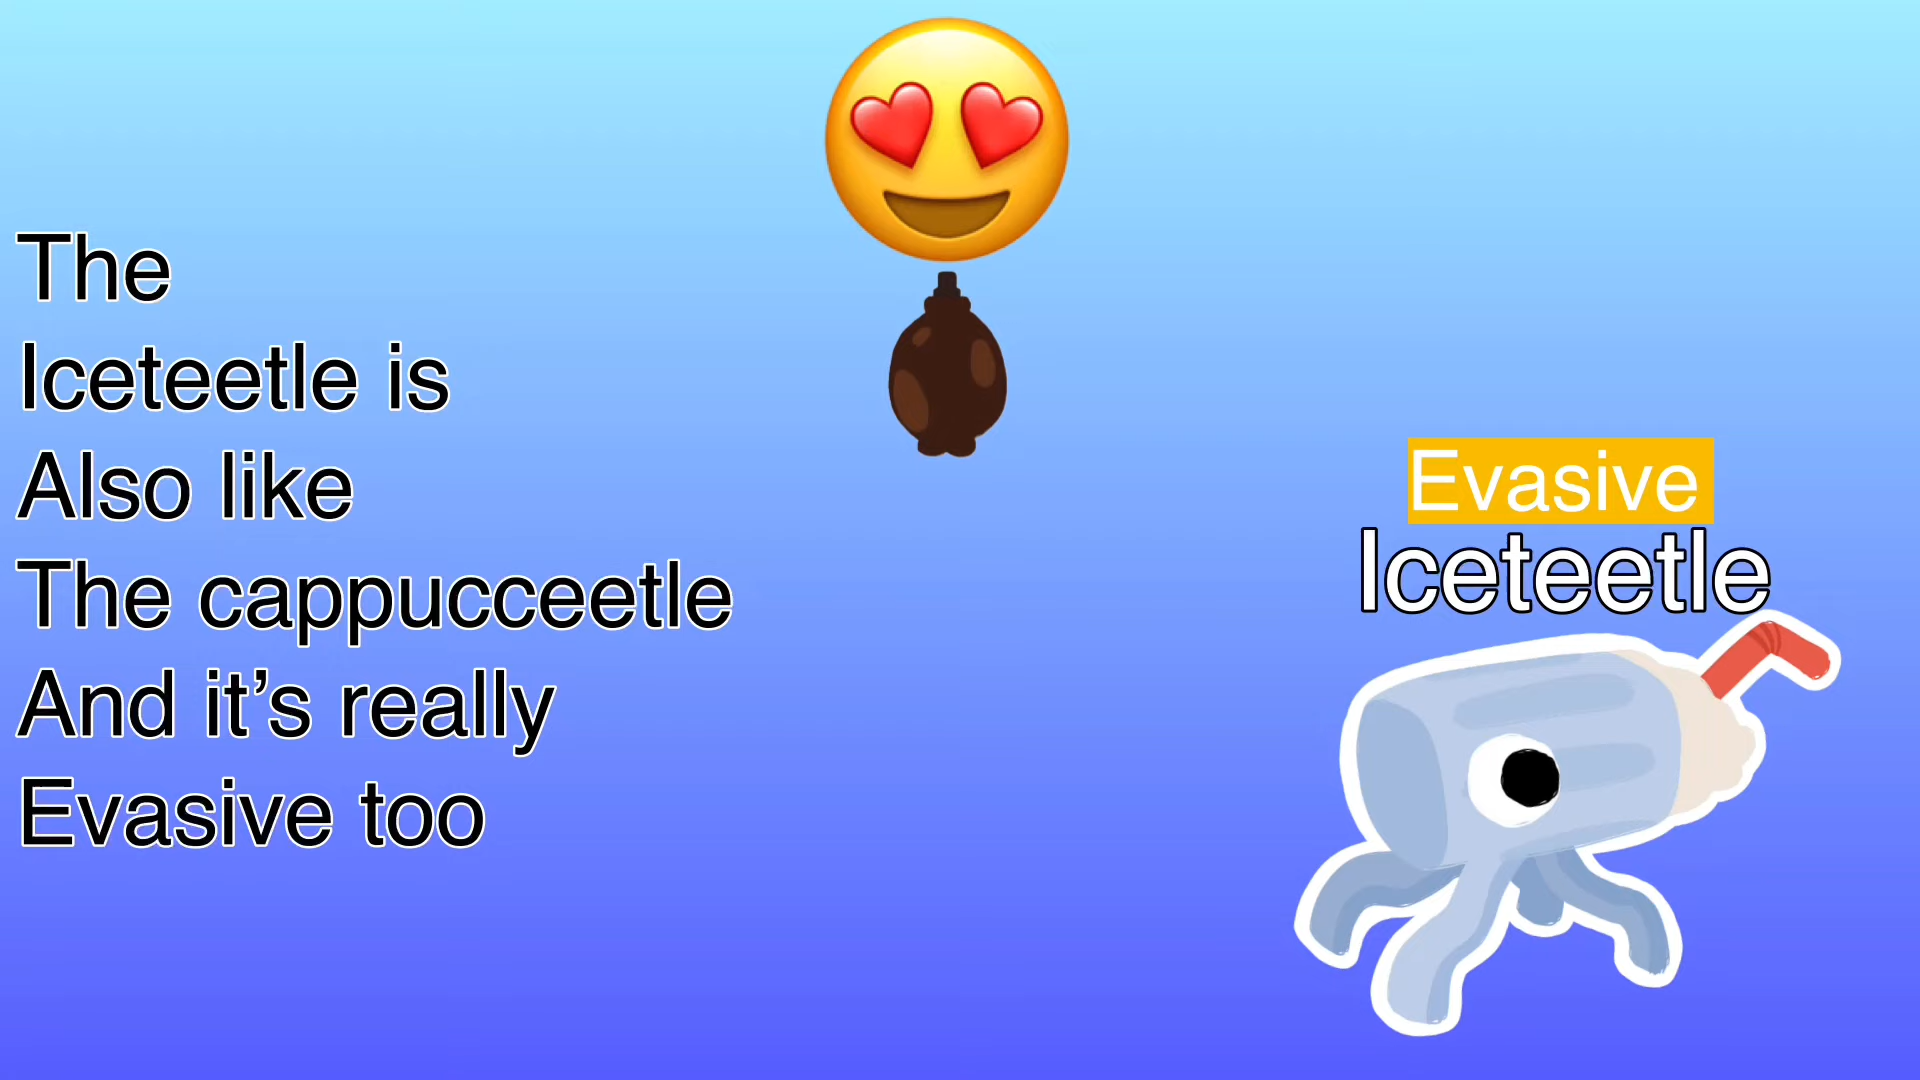 The
Iceteetle is
Also like
The cappucceetle
And it’s really
Evasive too
Evasive
Iceteetle